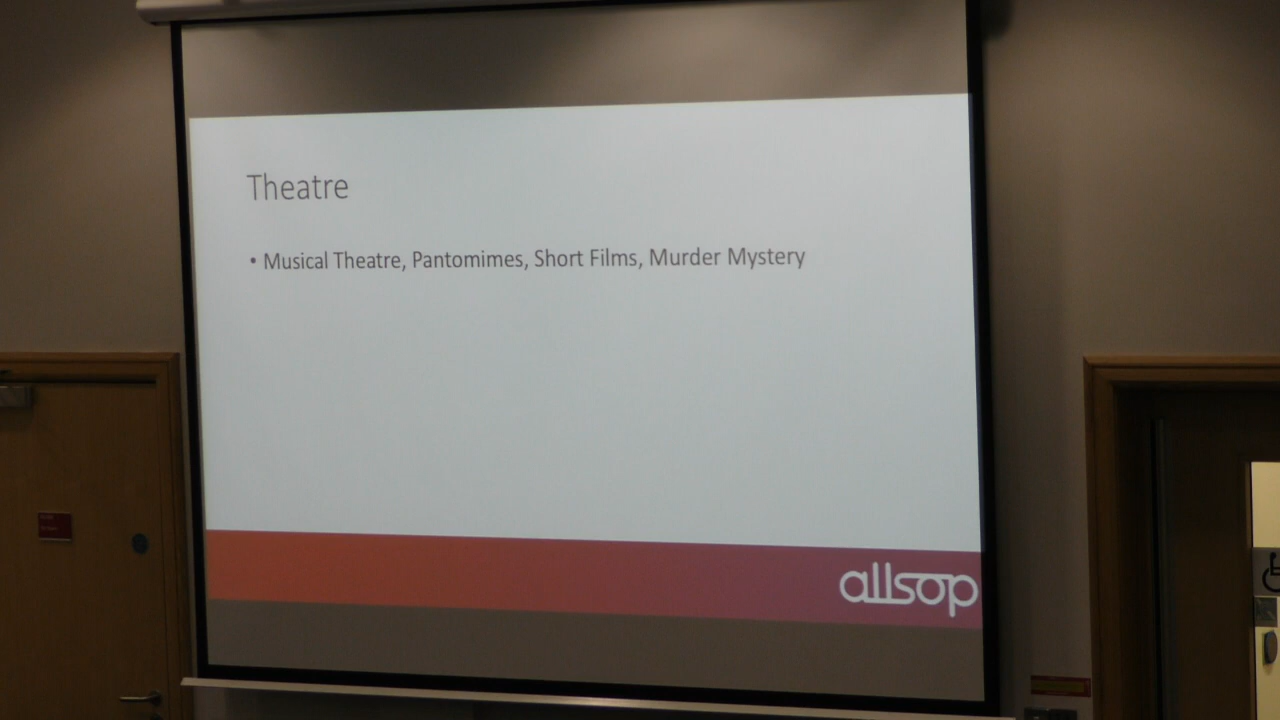 Theatre
• Musical Theatre, Pantomimes, Short Films, Murder Mystery
allsop